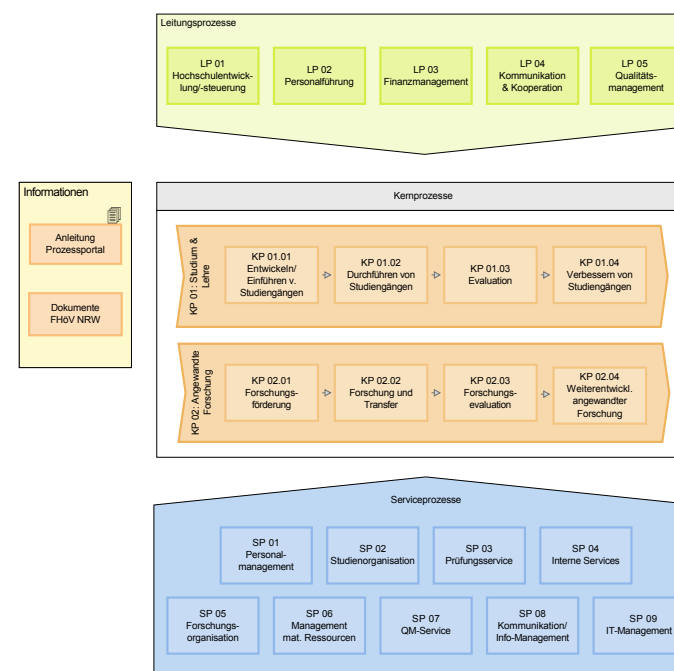 Leitungsprozesse
LP 01
Hochschulentwick-
lung/-steuerung
LP 02
Personalführung
LP 03
Finanzmanagement
LP 04
Kommunikation
& Kooperation
LP 05
Qualitäts-
management
Informationen
Anleitung
Prozessportal
Dokumente
FHöV NRW
Kernprozesse
KP 01: Studium &
Lehre
KP 01.01
Entwickeln/
Einführen v.
Studiengängen
KP 01.02
Durchführen von
Studiengängen
KP 01.03
Evaluation
KP 01.04
Verbessern von
Studiengängen
KP 02: Angewandte
Forschung
KP 02.01
Forschungs-
förderung
KP 02.02
Forschung und
Transfer
KP 02.03
Forschungs-
evaluation
KP 02.04
Weiterentwickl.
angewandter
Forschung
Serviceprozesse
SP 01
Personal-
management
SP 02
Studienorganisation
SP 03
Prüfungsservice
SP 04
Interne Services
SP 05
Forschungs-
organisation
SP 06
Management
mat. Ressourcen
SP 07
QM-Service
SP 08
Kommunikation/
Info-Management
SP 09
IT-Management